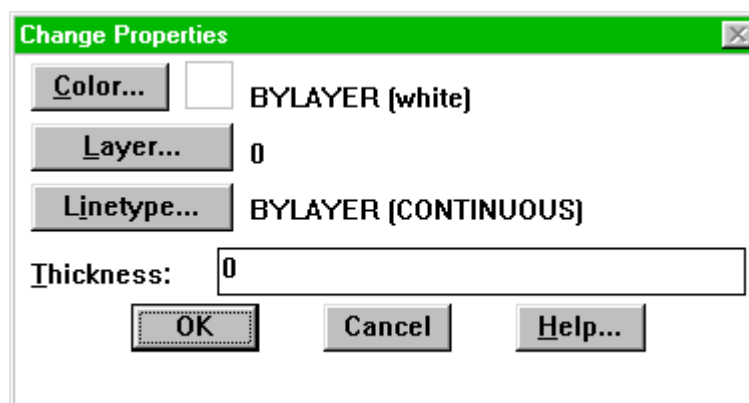 Change Properties
Color... BYLAYER (white)
Layer... 0
Linetype... BYLAYER (CONTINUOUS)
Thickness: 0
OK Cancel Help...